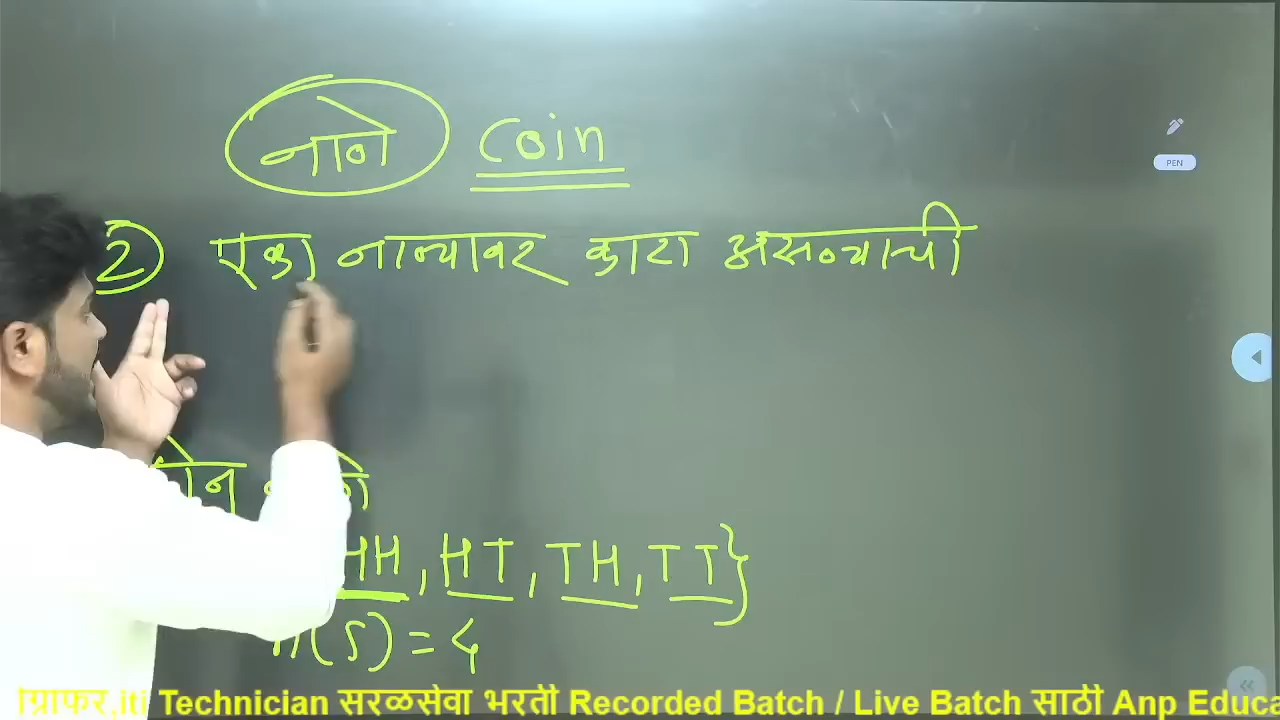 नाणे Coin
PEN
2) एका नाण्यावर काटा असण्याची
HH, HT, TH, TT}
n(S) = 4
ग्राफर,iti Technician सरळसेवा भरती Recorded Batch / Live Batch साठी Anp Educa